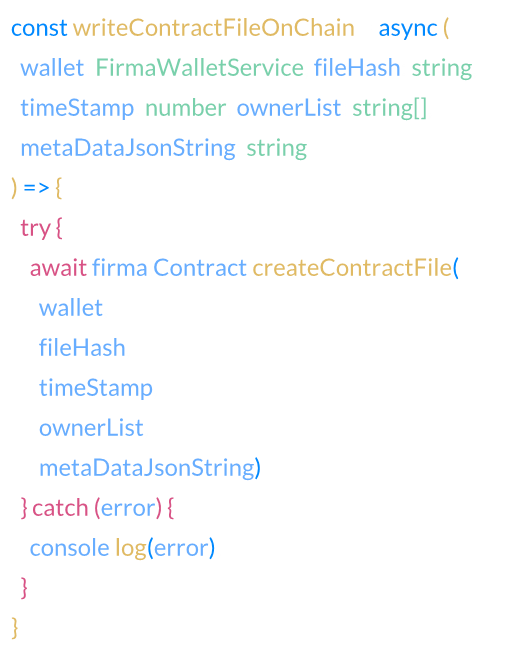 const writeContractFileOnChain async (
wallet FirmaWalletService fileHash string
timeStamp number ownerList string[]
metaDataJsonString string
) => {
try {
await firma Contract createContractFile(
wallet
fileHash
timeStamp
ownerList
metaDataJsonString)
} catch (error) {
console log(error)
}
}